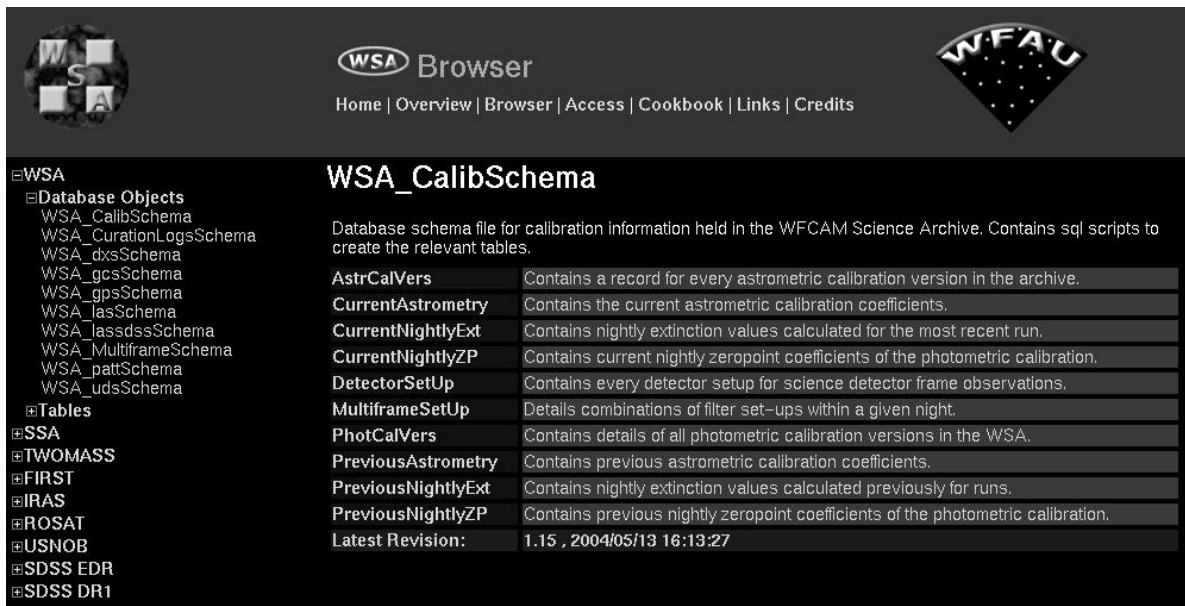 W
S
A
WSA Browser
WFAU
Home | Overview | Browser | Access | Cookbook | Links | Credits
WSA
Database Objects
WSA_CalibSchema
WSA_CurationLogsSchema
WSA_dxsSchema
WSA_gcsSchema
WSA_gpsSchema
WSA_lasSchema
WSA_lassdssSchema
WSA_MultiframeSchema
WSA_pattSchema
WSA_udsSchema
Tables
SSA
TWOMASS
FIRST
IRAS
ROSAT
USNOB
SDSS EDR
SDSS DR1
WSA_CalibSchema
Database schema file for calibration information held in the WFCAM Science Archive. Contains sql scripts to
create the relevant tables.
AstrCalVers Contains a record for every astrometric calibration version in the archive.
CurrentAstrometry Contains the current astrometric calibration coefficients.
CurrentNightlyExt Contains nightly extinction values calculated for the most recent run.
CurrentNightlyZP Contains current nightly zeropoint coefficients of the photometric calibration.
DetectorSetUp Contains every detector setup for science detector frame observations.
MultiframeSetUp Details combinations of filter set-ups within a given night.
PhotCalVers Contains details of all photometric calibration versions in the WSA.
PreviousAstrometry Contains previous astrometric calibration coefficients.
PreviousNightlyExt Contains nightly extinction values calculated previously for runs.
PreviousNightlyZP Contains previous nightly zeropoint coefficients of the photometric calibration.
Latest Revision: 1.15 , 2004/05/13 16:13:27